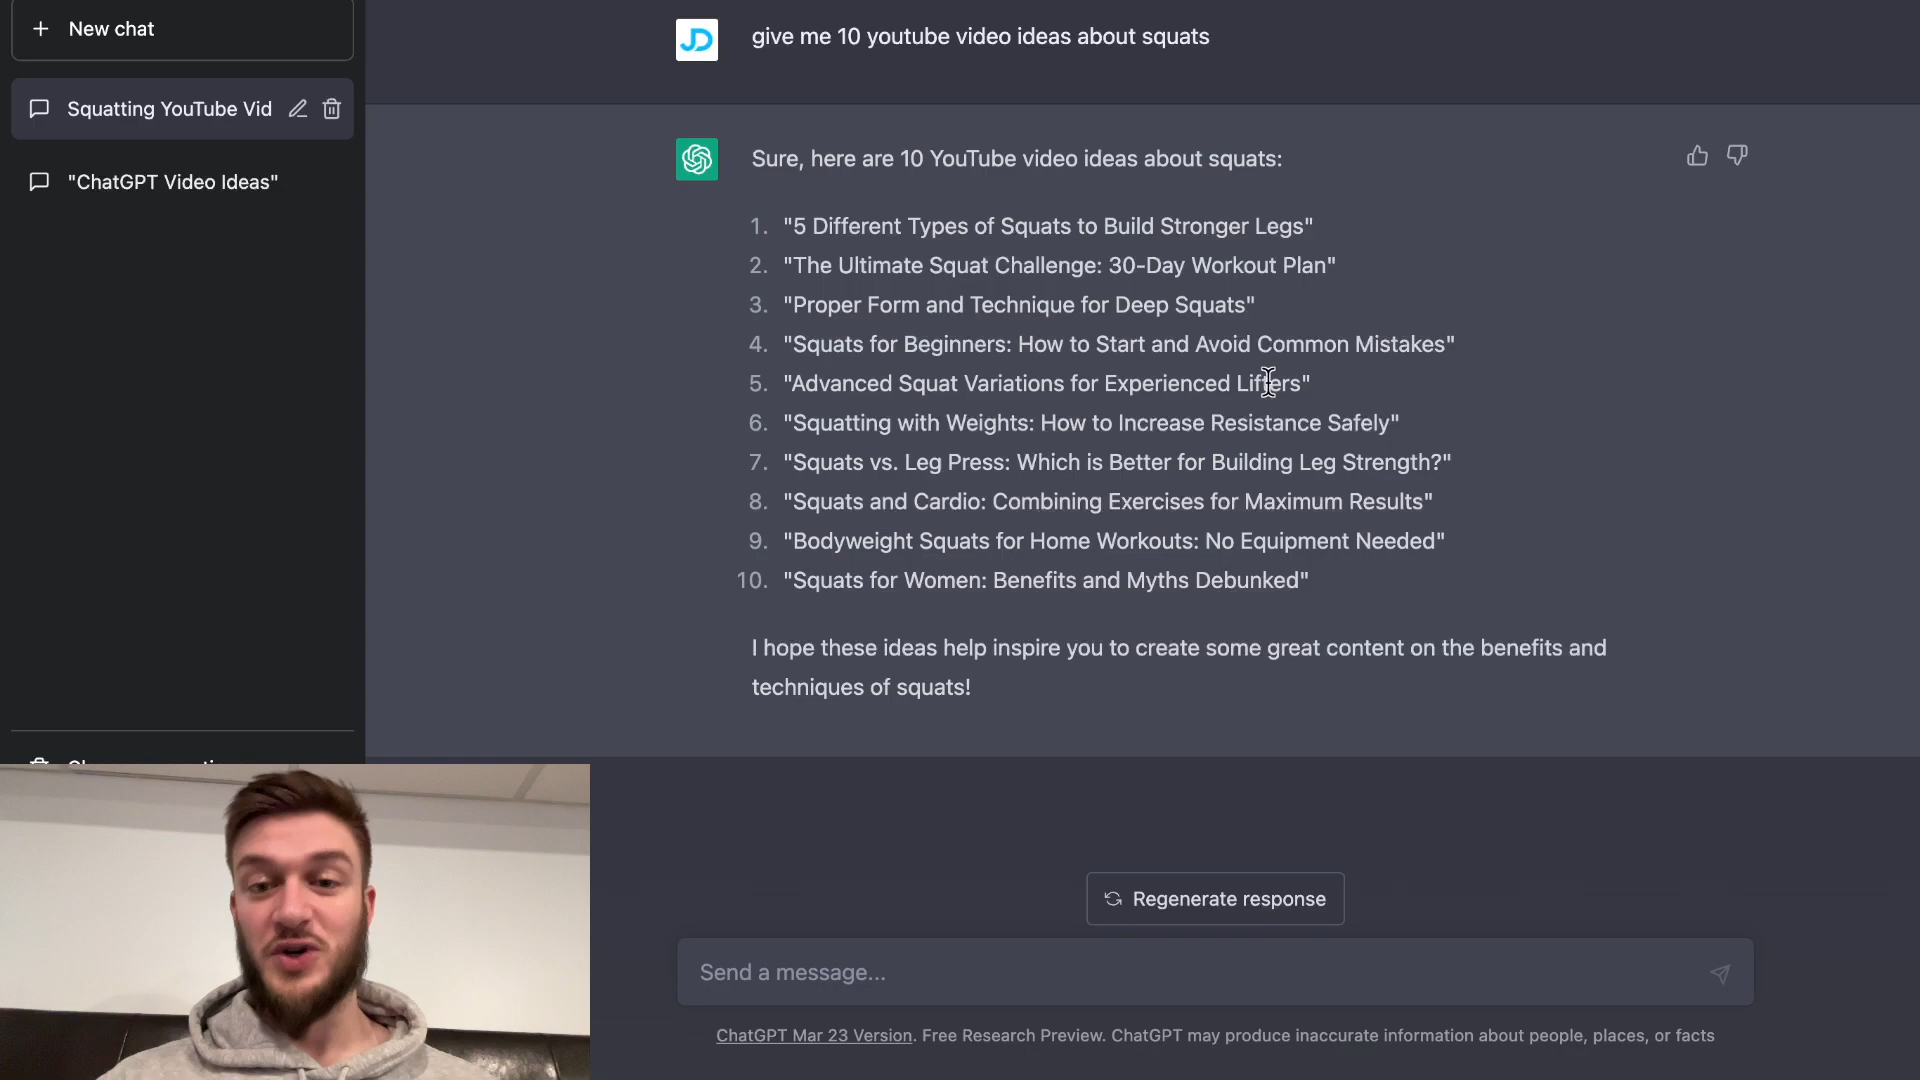 New chat
Squatting YouTube Vid
"ChatGPT Video Ideas"
JD
give me 10 youtube video ideas about squats
Sure, here are 10 YouTube video ideas about squats:
1. "5 Different Types of Squats to Build Stronger Legs"
2. "The Ultimate Squat Challenge: 30-Day Workout Plan"
3. "Proper Form and Technique for Deep Squats"
4. "Squats for Beginners: How to Start and Avoid Common Mistakes"
5. "Advanced Squat Variations for Experienced Lifters"
6. "Squatting with Weights: How to Increase Resistance Safely"
7. "Squats vs. Leg Press: Which is Better for Building Leg Strength?"
8. "Squats and Cardio: Combining Exercises for Maximum Results"
9. "Bodyweight Squats for Home Workouts: No Equipment Needed"
10. "Squats for Women: Benefits and Myths Debunked"
I hope these ideas help inspire you to create some great content on the benefits and
techniques of squats!
Regenerate response
Send a message...
ChatGPT Mar 23 Version. Free Research Preview. ChatGPT may produce inaccurate information about people, places, or facts